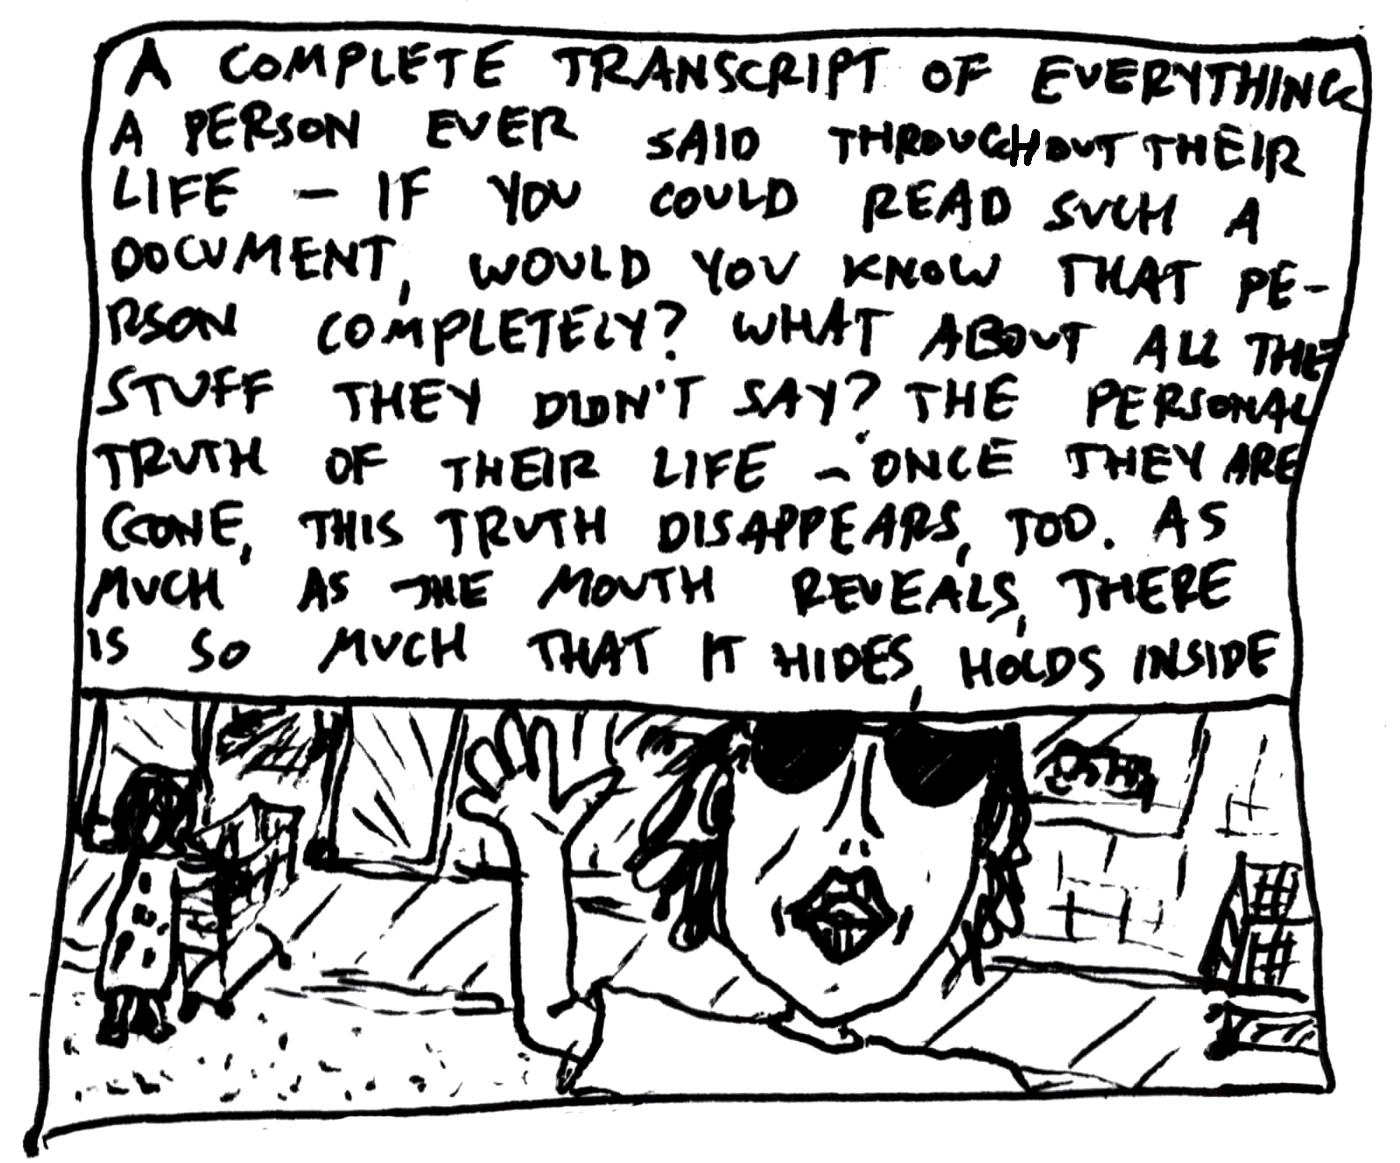 A COMPLETE TRANSCRIPT OF EVERYTHING
A PERSON EVER SAID THROUGHOUT THEIR
LIFE – IF YOU COULD READ SUCH A
DOCUMENT, WOULD YOU KNOW THAT PE-
RSON COMPLETELY? WHAT ABOUT ALL THE
STUFF THEY DIDN'T SAY? THE PERSONAL
TRUTH OF THEIR LIFE – ONCE THEY ARE
GONE, THIS TRUTH DISAPPEARS, TOO. AS
MUCH AS THE MOUTH REVEALS, THERE
IS SO MUCH THAT IT HIDES, HOLDS INSIDE